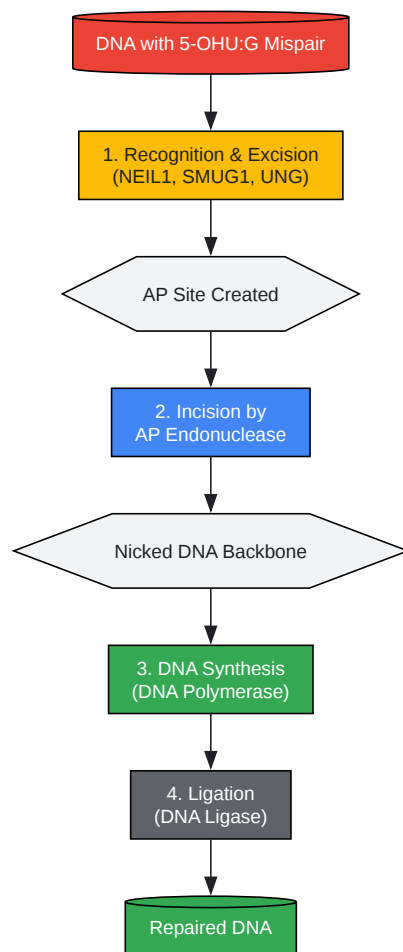 DNA with 5-OHU:G Mispair
1. Recognition & Excision
(NEIL1, SMUG1, UNG)
AP Site Created
2. Incision by
AP Endonuclease
Nicked DNA Backbone
3. DNA Synthesis
(DNA Polymerase)
4. Ligation
(DNA Ligase)
Repaired DNA